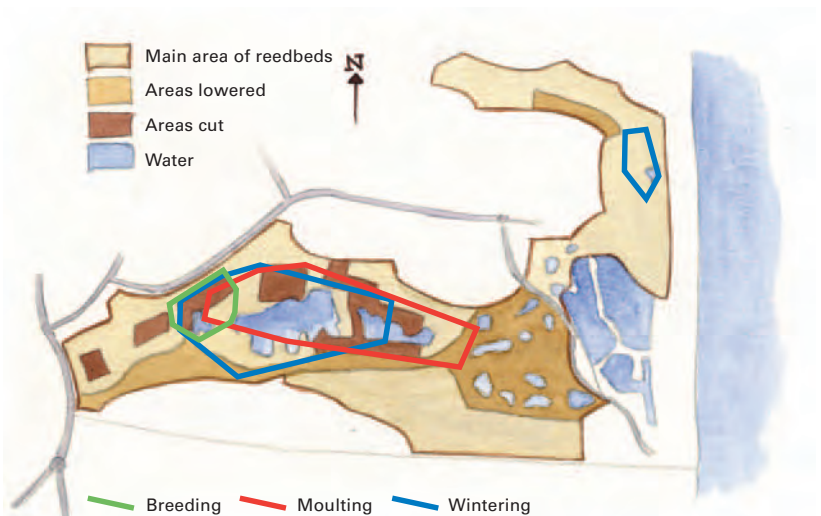 Main area of reedbeds
N
Areas lowered
Areas cut
Water
Breeding Moulting Wintering